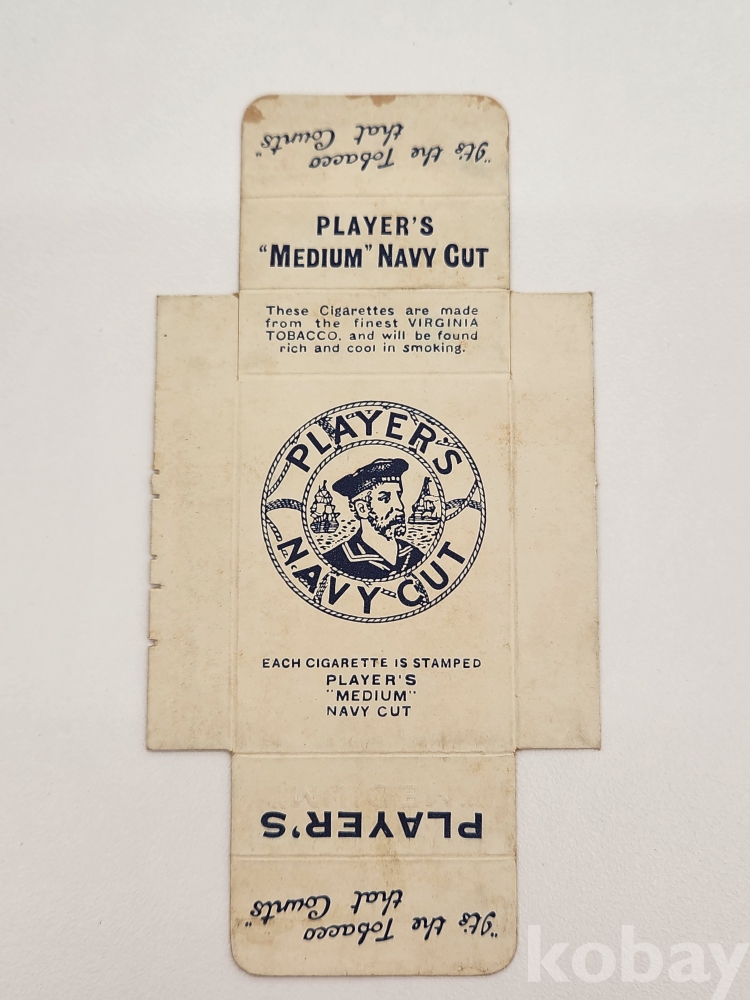 "It's the Tobacco
that Counts"
PLAYER'S
"MEDIUM" NAVY CUT
These Cigarettes are made
from the finest VIRGINIA
TOBACCO, and will be found
rich and cool in smoking.
PLAYER'S
NAVY CUT
EACH CIGARETTE IS STAMPED
PLAYER'S
"MEDIUM"
NAVY CUT
PLAYER'S
"It's the Tobacco
that Counts"
kobay